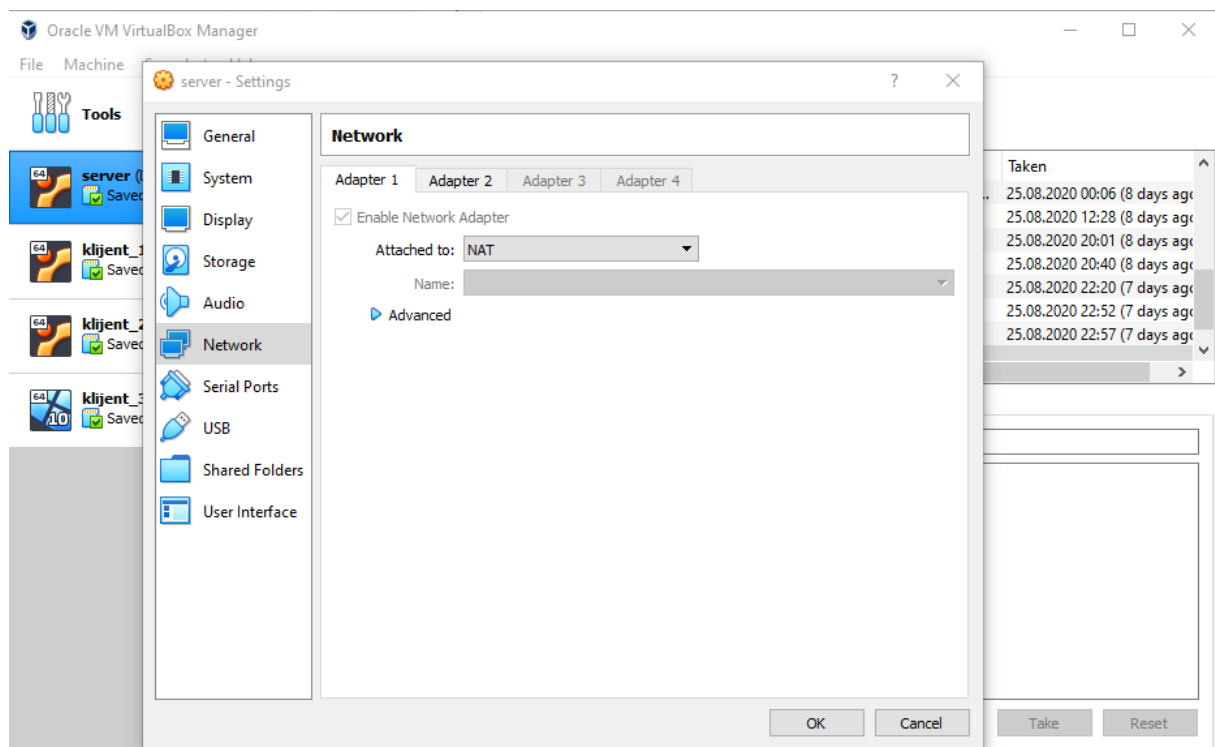 Oracle VM VirtualBox Manager
File Machine
server - Settings
?
Tools
General
Network
server
Saved
System
Adapter 1 Adapter 2 Adapter 3 Adapter 4
Enable Network Adapter
Display
Attached to: NAT
klijent_1
Saved
Storage
Name:
Audio
Advanced
klijent_2
Saved
Network
Serial Ports
klijent_3
Saved
USB
Shared Folders
User Interface
Taken
25.08.2020 00:06 (8 days ago
25.08.2020 12:28 (8 days ago
25.08.2020 20:01 (8 days ago
25.08.2020 20:40 (8 days ago
25.08.2020 22:20 (7 days ago
25.08.2020 22:52 (7 days ago
25.08.2020 22:57 (7 days ago
OK Cancel Take Reset
64
64
64
64
10